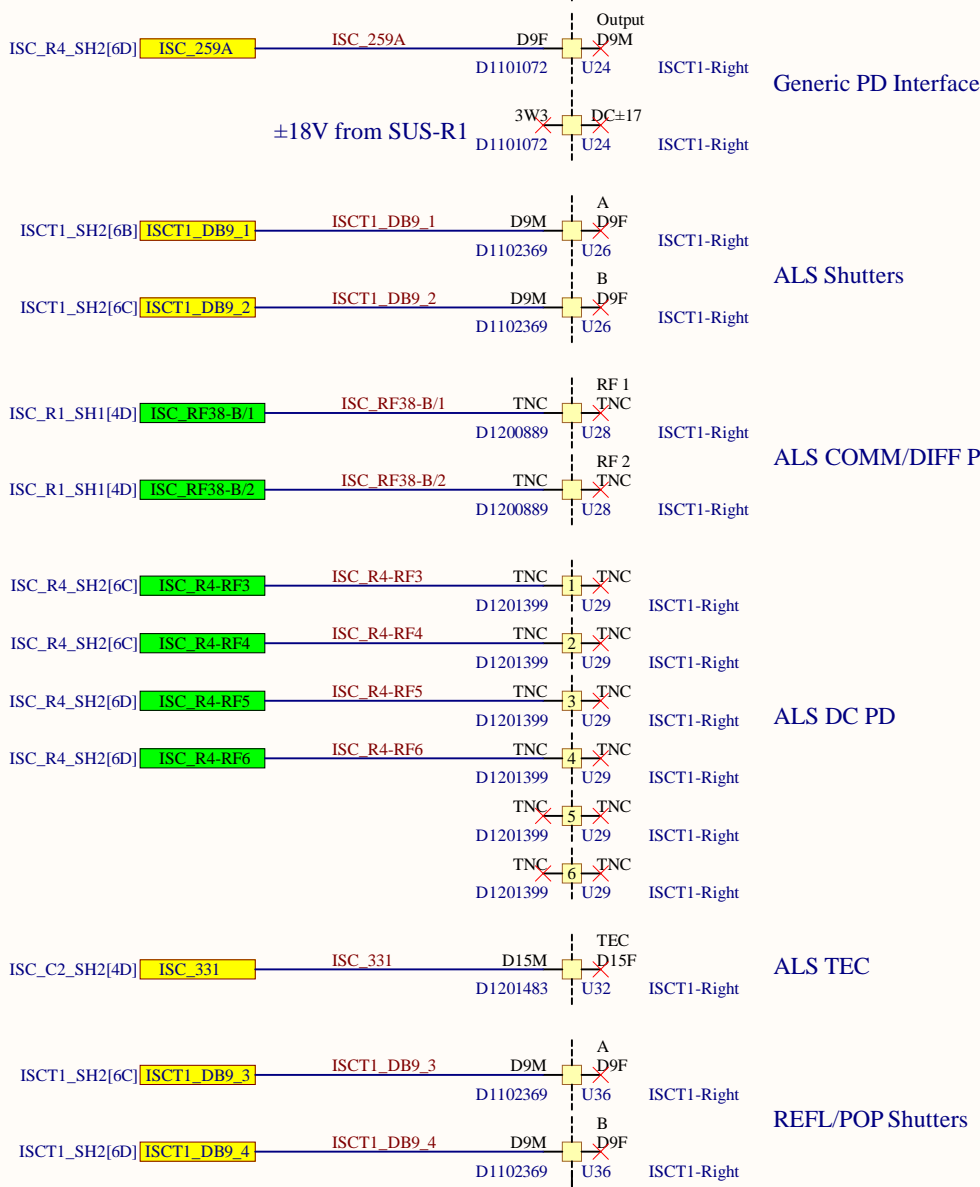 Output
ISC_R4_SH2[6D] ISC_259A ISC_259A D9F D9M
D1101072 U24 ISCT1-Right
Generic PD Interface
3W3 DC±17
±18V from SUS-R1
D1101072 U24 ISCT1-Right
A
ISCT1_SH2[6B] ISCT1_DB9_1 ISCT1_DB9_1 D9M D9F
D1102369 U26 ISCT1-Right
ALS Shutters
B
ISCT1_SH2[6C] ISCT1_DB9_2 ISCT1_DB9_2 D9M D9F
D1102369 U26 ISCT1-Right
RF 1
ISC_R1_SH1[4D] ISC_RF38-B/1 ISC_RF38-B/1 TNC TNC
D1200889 U28 ISCT1-Right
ALS COMM/DIFF P
RF 2
ISC_R1_SH1[4D] ISC_RF38-B/2 ISC_RF38-B/2 TNC TNC
D1200889 U28 ISCT1-Right
ISC_R4_SH2[6C] ISC_R4-RF3 ISC_R4-RF3 TNC 1 TNC
D1201399 U29 ISCT1-Right
ISC_R4_SH2[6C] ISC_R4-RF4 ISC_R4-RF4 TNC 2 TNC
D1201399 U29 ISCT1-Right
ISC_R4_SH2[6D] ISC_R4-RF5 ISC_R4-RF5 TNC 3 TNC
D1201399 U29 ISCT1-Right
ALS DC PD
ISC_R4_SH2[6D] ISC_R4-RF6 ISC_R4-RF6 TNC 4 TNC
D1201399 U29 ISCT1-Right
TNC 5 TNC
D1201399 U29 ISCT1-Right
TNC 6 TNC
D1201399 U29 ISCT1-Right
TEC
ISC_C2_SH2[4D] ISC_331 ISC_331 D15M D15F
ALS TEC
D1201483 U32 ISCT1-Right
A
ISCT1_SH2[6C] ISCT1_DB9_3 ISCT1_DB9_3 D9M D9F
D1102369 U36 ISCT1-Right
REFL/POP Shutters
B
ISCT1_SH2[6D] ISCT1_DB9_4 ISCT1_DB9_4 D9M D9F
D1102369 U36 ISCT1-Right